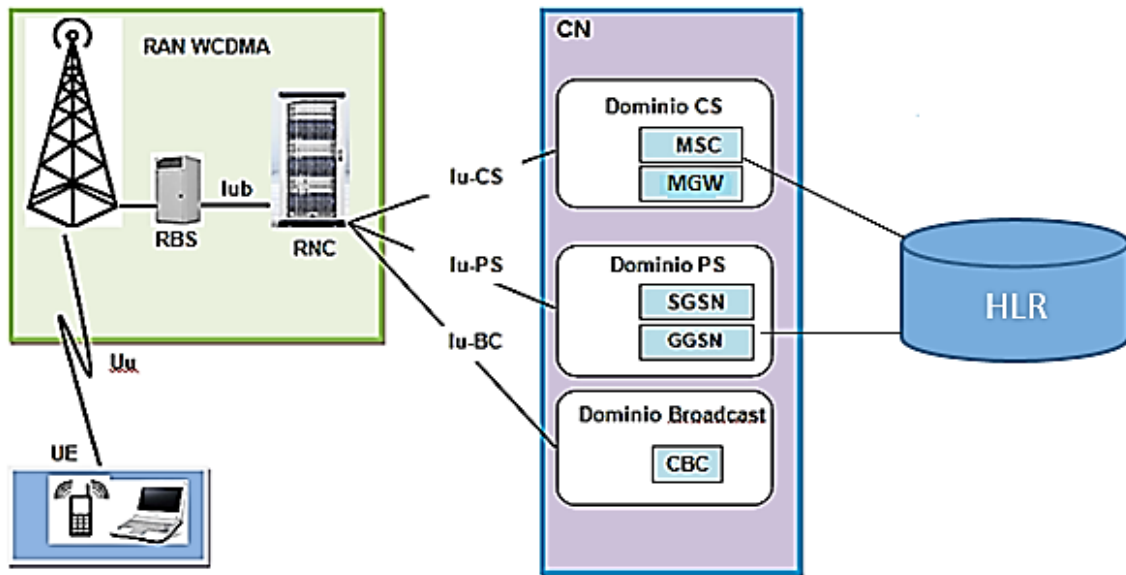 RAN WCDMA
Iub
RBS
RNC
Uu
UE
Iu-CS
Iu-PS
Iu-BC
CN
Dominio CS
MSC
MGW
Dominio PS
SGSN
GGSN
Dominio Broadcast
CBC
HLR